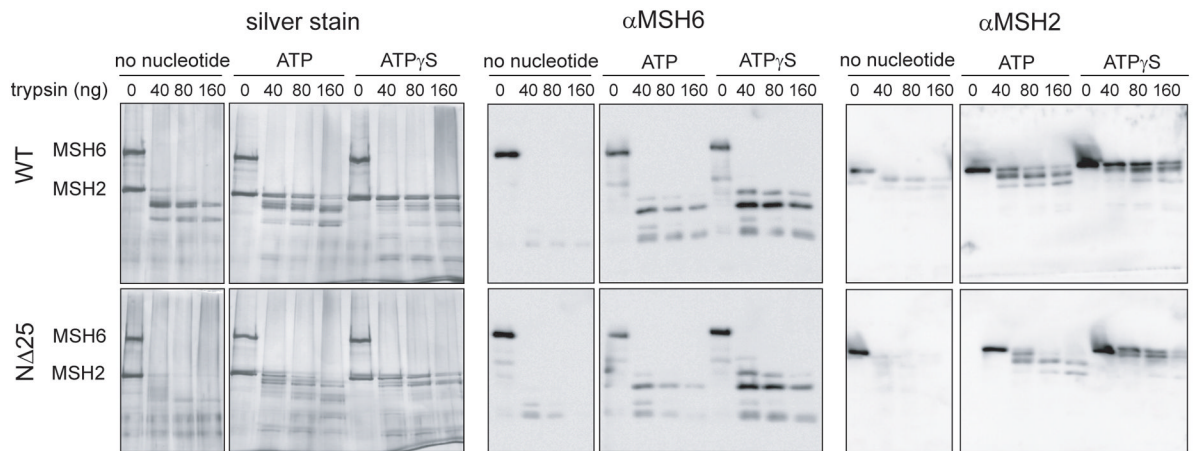 silver stain αMSH6 αMSH2
no nucleotide ATP ATPγS no nucleotide ATP ATPγS no nucleotide ATP ATPγS
trypsin (ng) 0 40 80 160 0 40 80 160 0 40 80 160 0 40 80 160 0 40 80 160 0 40 80 160 0 40 80 160 0 40 80 160 0 40 80 160
WT
MSH6
MSH2
NΔ25
MSH6
MSH2